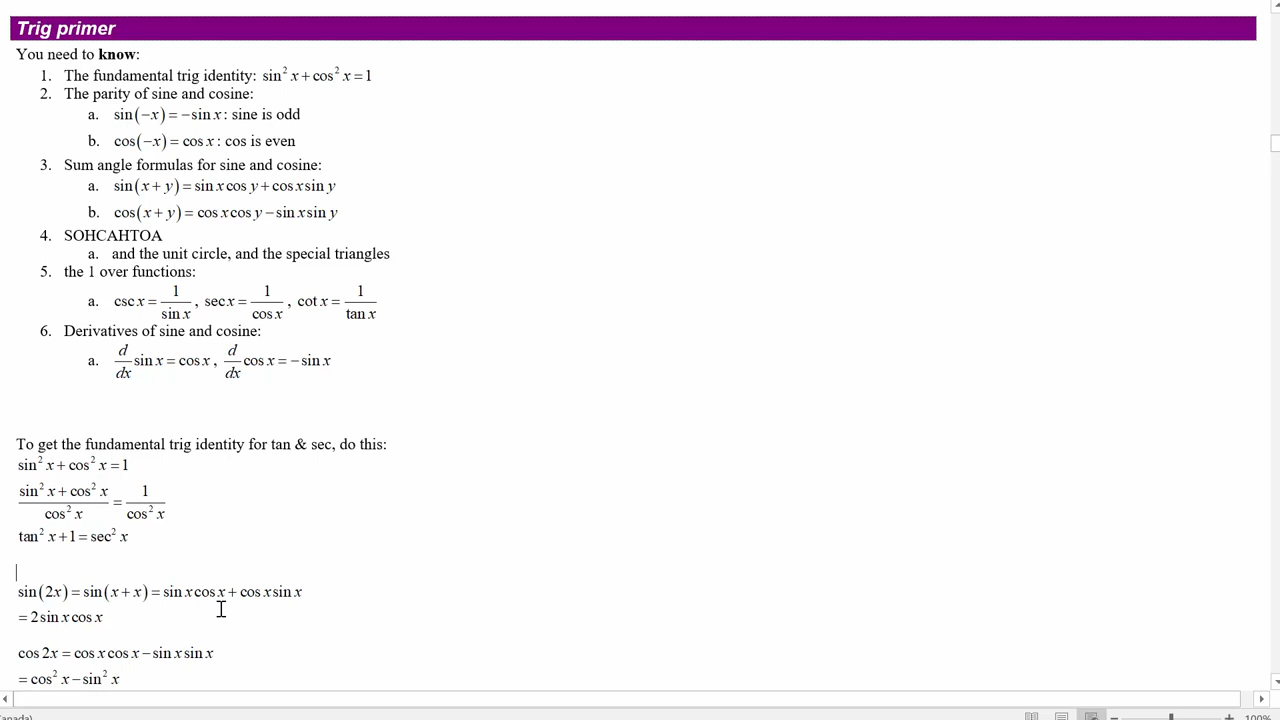 Trig primer
You need to know:
1. The fundamental trig identity: sin² x + cos² x = 1
2. The parity of sine and cosine:
a. sin(−x) = −sin x : sine is odd
b. cos(−x) = cos x : cos is even
3. Sum angle formulas for sine and cosine:
a. sin(x + y) = sin x cos y + cos x sin y
b. cos(x + y) = cos x cos y − sin x sin y
4. SOHCAHTOA
a. and the unit circle, and the special triangles
5. the 1 over functions:
a. csc x = 1/sin x , sec x = 1/cos x , cot x = 1/tan x
6. Derivatives of sine and cosine:
a. d/dx sin x = cos x , d/dx cos x = −sin x
To get the fundamental trig identity for tan & sec, do this:
sin² x + cos² x = 1
(sin² x + cos² x)/cos² x = 1/cos² x
tan² x + 1 = sec² x
sin(2x) = sin(x + x) = sin x cos x + cos x sin x
= 2 sin x cos x
cos 2x = cos x cos x − sin x sin x
= cos² x − sin² x